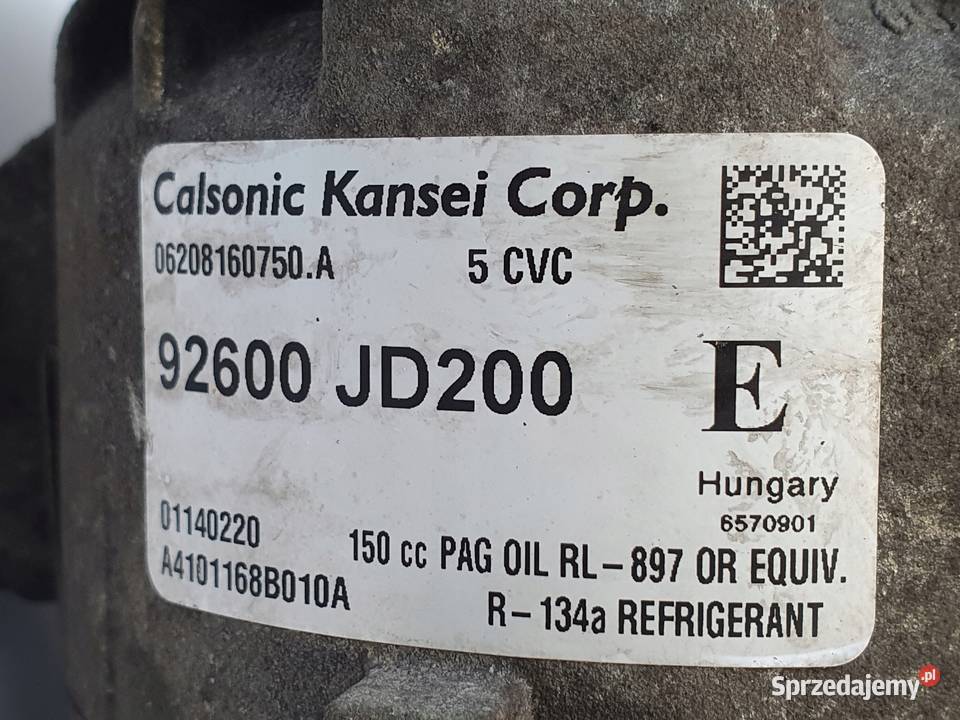 Calsonic Kansei Corp.
06208160750.A 5 CVC
92600 JD200 E
Hungary
6570901
01140220
150 cc PAG OIL RL-897 OR EQUIV.
A4101168B010A
R-134a REFRIGERANT
Sprzedajemy.pl